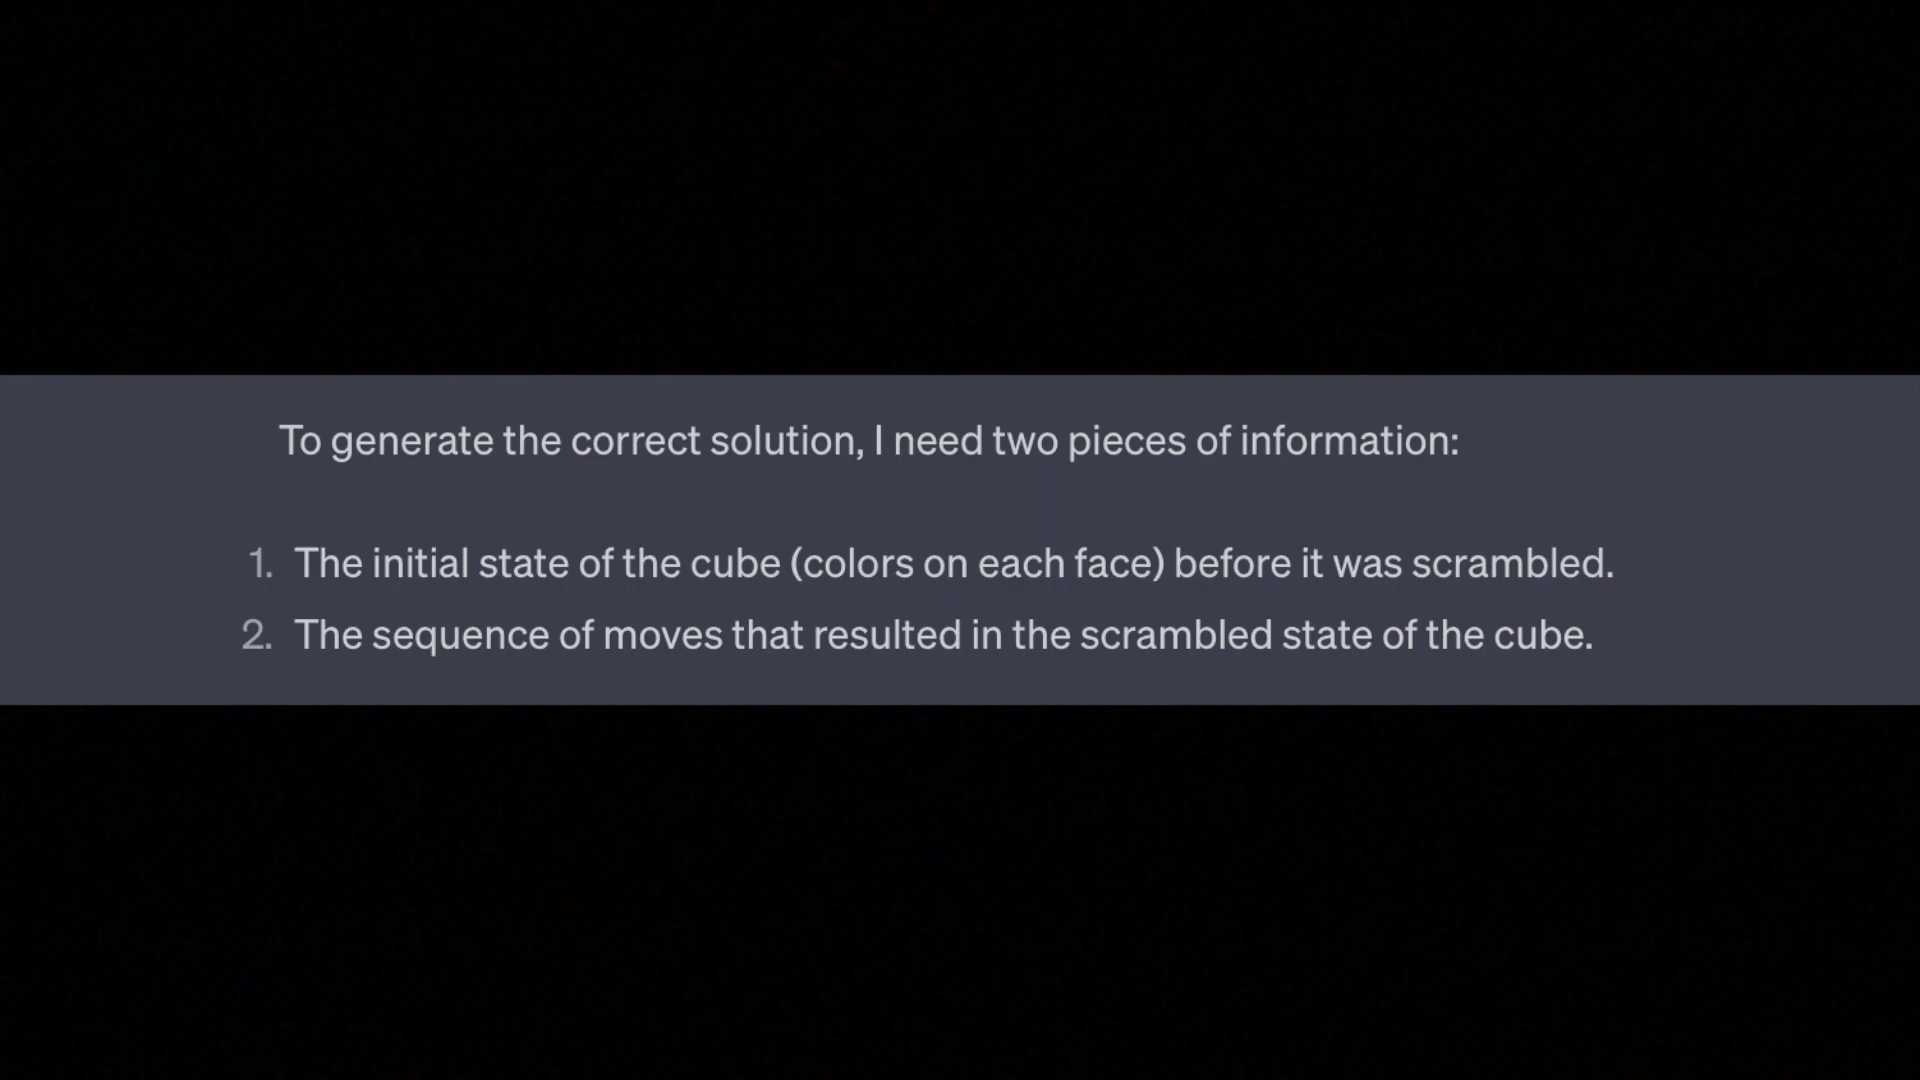 To generate the correct solution, I need two pieces of information:
1. The initial state of the cube (colors on each face) before it was scrambled.
2. The sequence of moves that resulted in the scrambled state of the cube.